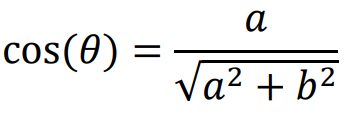 cos(θ) = a / √(a² + b²)